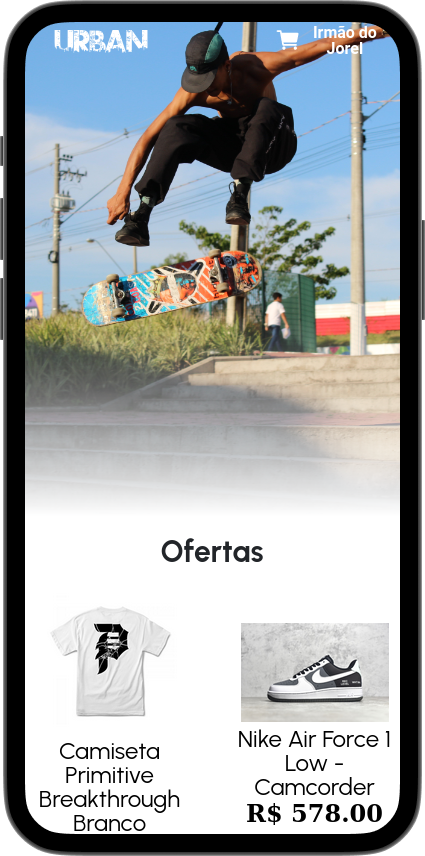 URBAN
Irmão do
Jorel
Ofertas
Camiseta
Primitive
Breakthrough
Branco
Nike Air Force 1
Low -
Camcorder
R$ 578.00